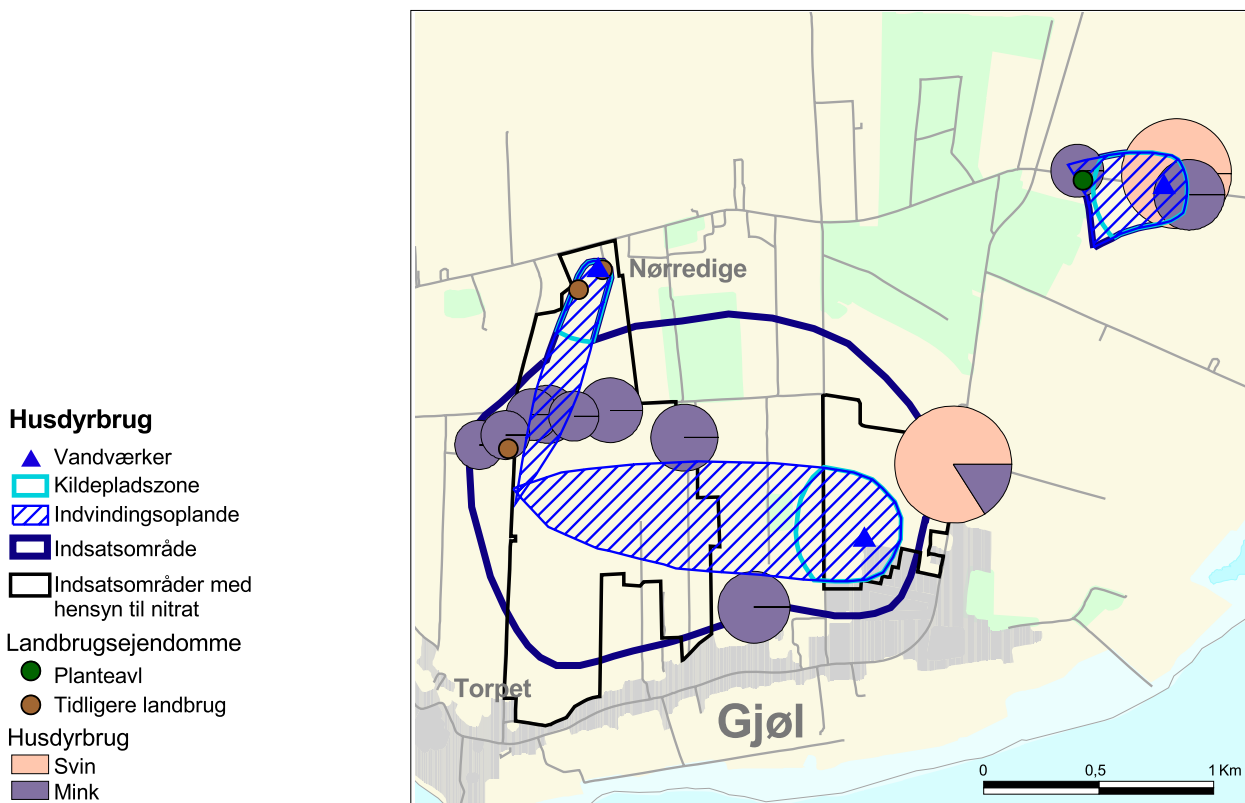 Husdyrbrug
Vandværker
Kildepladszone
Indvindingsoplande
Indsatsområde
Indsatsområder med
hensyn til nitrat
Landbrugsejendomme
Planteavl
Tidligere landbrug
Husdyrbrug
Svin
Mink
Nørredige
Torpet
Gjøl
0 0,5 1 Km